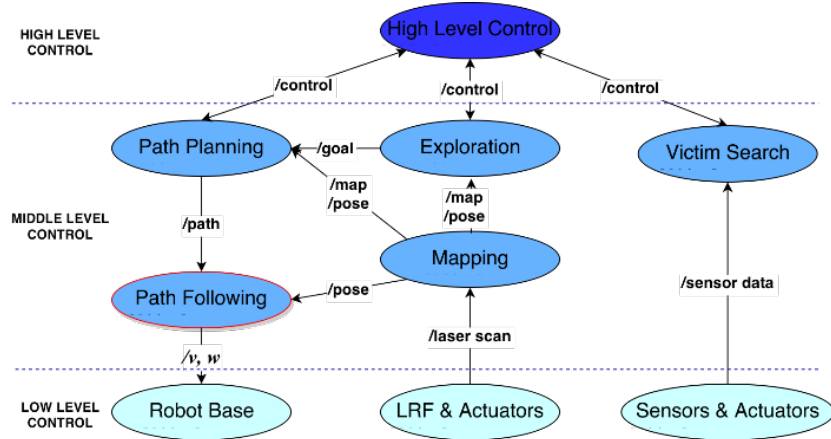 HIGH LEVEL
CONTROL
High Level Control
/control
/control
/control
Path Planning
/goal
Exploration
Victim Search
/map
/pose
/map
/pose
MIDDLE LEVEL
CONTROL
/path
Mapping
Path Following
/pose
/sensor data
/laser scan
/v, w
LOW LEVEL
CONTROL
Robot Base
LRF & Actuators
Sensors & Actuators